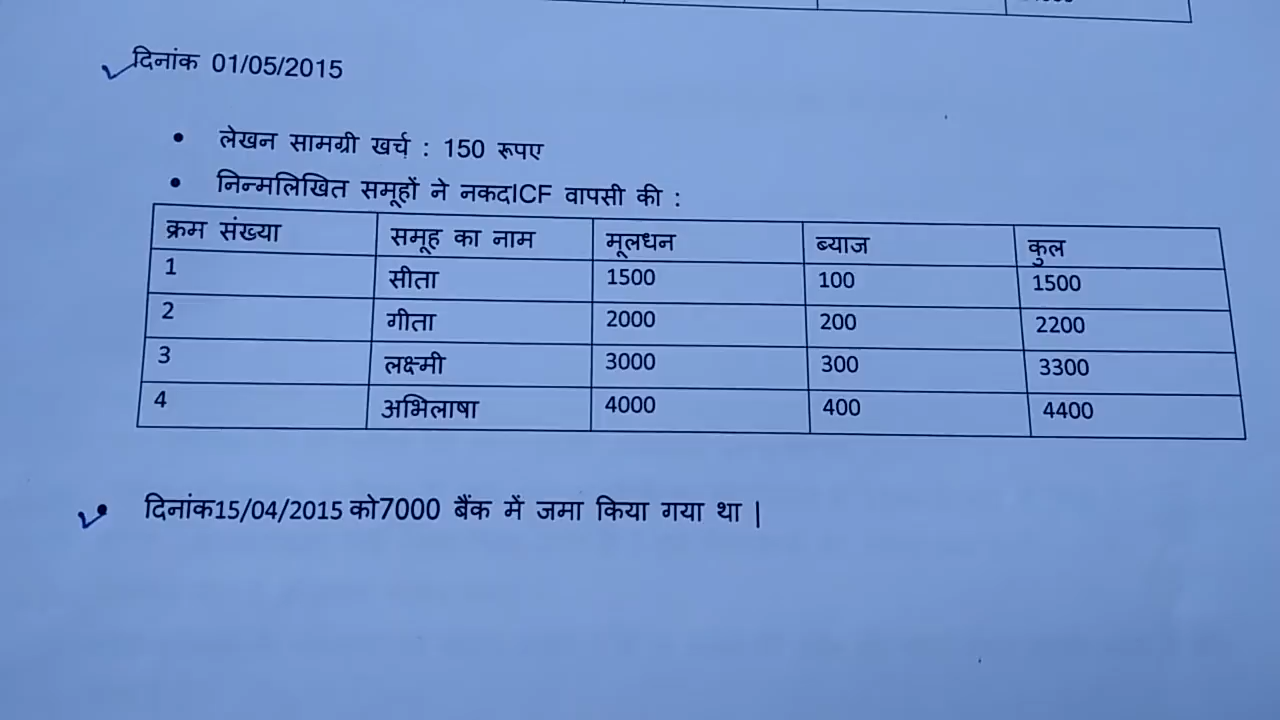 दिनांक 01/05/2015
• लेखन सामग्री खर्च : 150 रूपए
• निन्मलिखित समूहों ने नकदICF वापसी की :
क्रम संख्या समूह का नाम मूलधन ब्याज कुल
1 सीता 1500 100 1500
2 गीता 2000 200 2200
3 लक्ष्मी 3000 300 3300
4 अभिलाषा 4000 400 4400
• दिनांक15/04/2015 को7000 बैंक में जमा किया गया था |